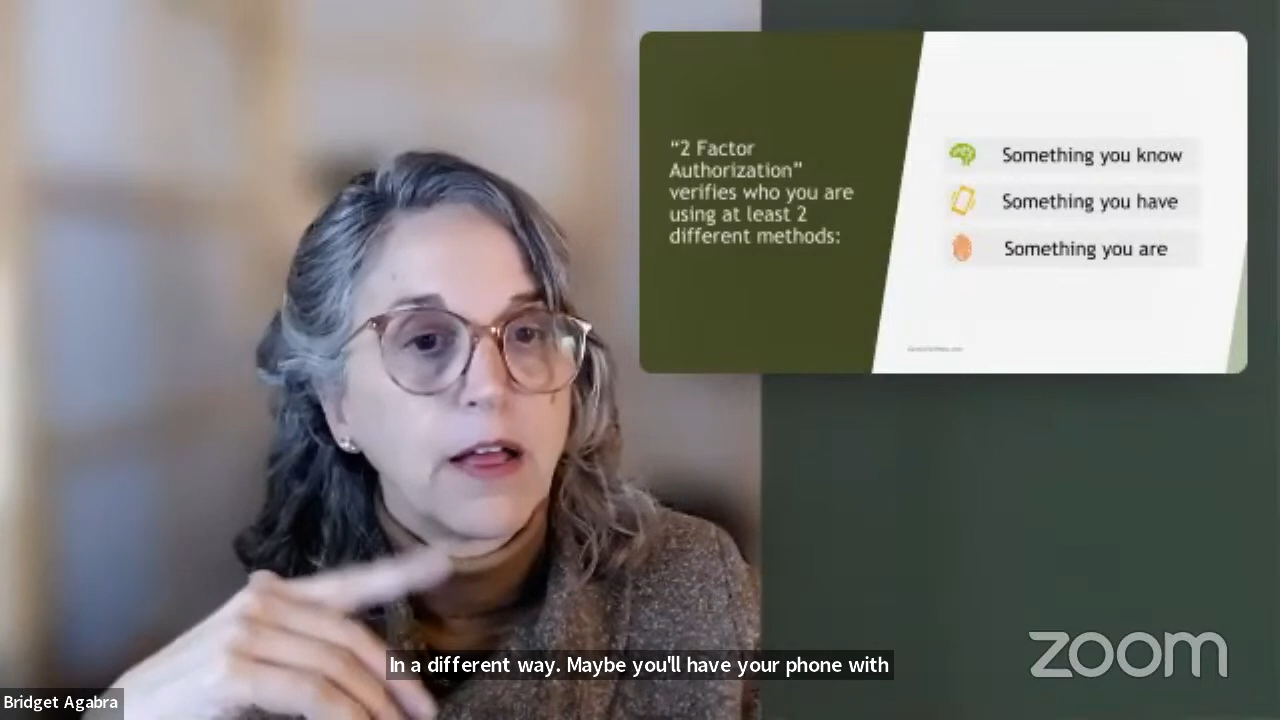 “2 Factor
Authorization”
verifies who you are
using at least 2
different methods:
Something you know
Something you have
Something you are
In a different way. Maybe you'll have your phone with
Bridget Agabra
zoom